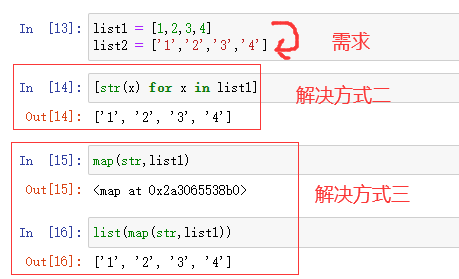 In [13]: list1 = [1,2,3,4]
list2 = ['1','2','3','4']
需求
In [14]: [str(x) for x in list1]
Out[14]: ['1', '2', '3', '4']
解决方式二
In [15]: map(str,list1)
Out[15]: <map at 0x2a3065538b0>
解决方式三
In [16]: list(map(str,list1))
Out[16]: ['1', '2', '3', '4']